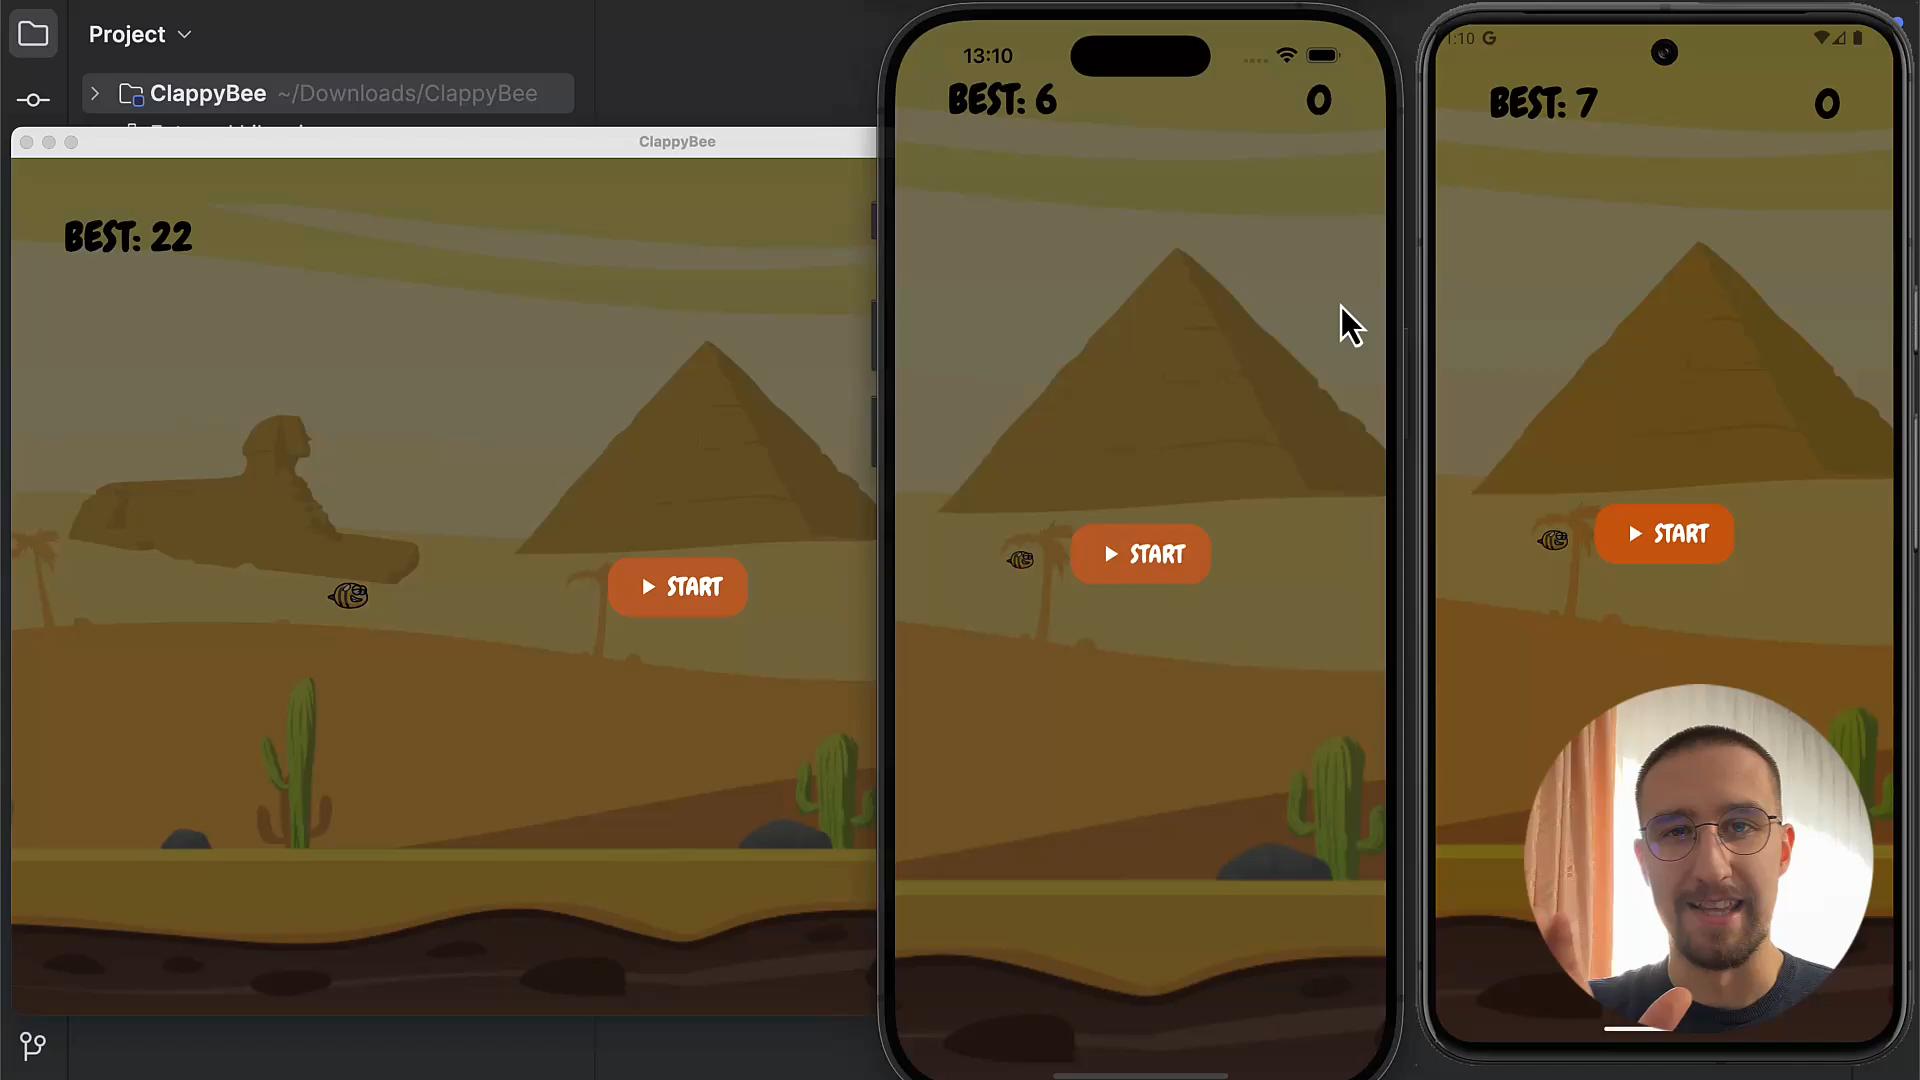 Project
ClappyBee ~/Downloads/ClappyBee
ClappyBee
BEST: 22
START
13:10
BEST: 6 0
START
1:10 G
BEST: 7 0
START